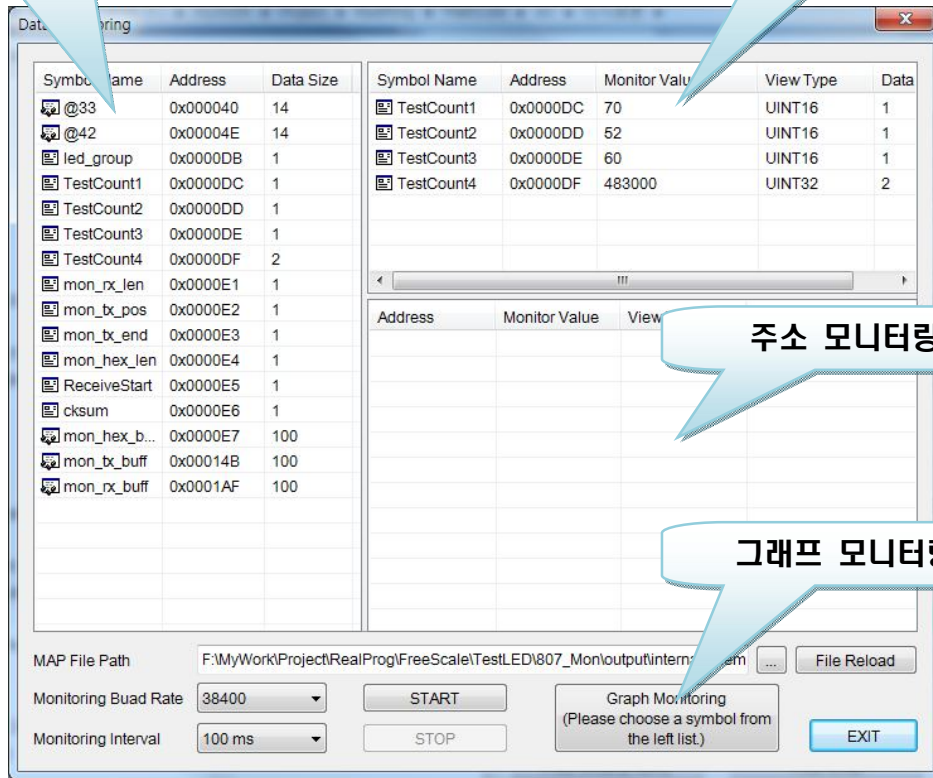 Data
oring
Symbol Name Address Data Size
@33 0x000040 14
@42 0x00004E 14
led_group 0x0000DB 1
TestCount1 0x0000DC 1
TestCount2 0x0000DD 1
TestCount3 0x0000DE 1
TestCount4 0x0000DF 2
mon_rx_len 0x0000E1 1
mon_tx_pos 0x0000E2 1
mon_tx_end 0x0000E3 1
mon_hex_len 0x0000E4 1
ReceiveStart 0x0000E5 1
cksum 0x0000E6 1
mon_hex_b... 0x0000E7 100
mon_tx_buff 0x00014B 100
mon_rx_buff 0x0001AF 100
Symbol Name Address Monitor Value View Type Data
TestCount1 0x0000DC 70 UINT16 1
TestCount2 0x0000DD 52 UINT16 1
TestCount3 0x0000DE 60 UINT16 1
TestCount4 0x0000DF 483000 UINT32 2
Address Monitor Value View
주소 모니터링
그래프 모니터링
MAP File Path F:\MyWork\Project\RealProg\FreeScale\TestLED\807_Mon\output\interna em ... File Reload
Monitoring Buad Rate 38400 START
Monitoring Interval 100 ms STOP
Graph Monitoring
(Please choose a symbol from
the left list.)
EXIT